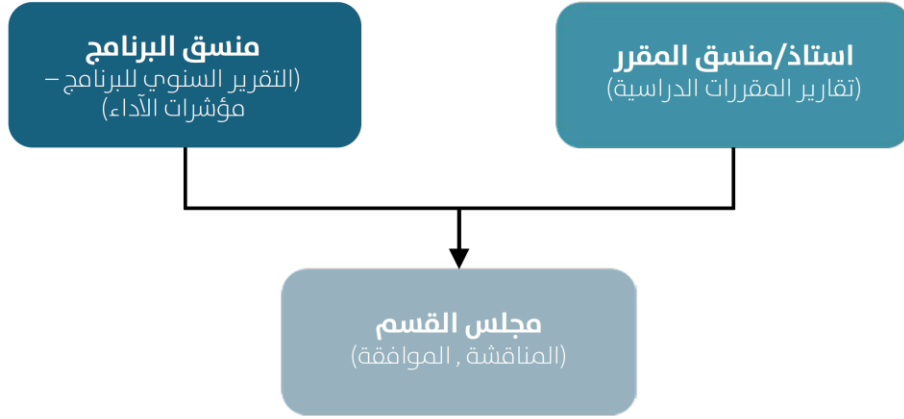 استاذ/منسق المقرر
(تقارير المقررات الدراسية)
منسق البرنامج
(التقرير السنوي للبرنامج –
مؤشرات الآداء)
مجلس القسم
(المناقشة , الموافقة)